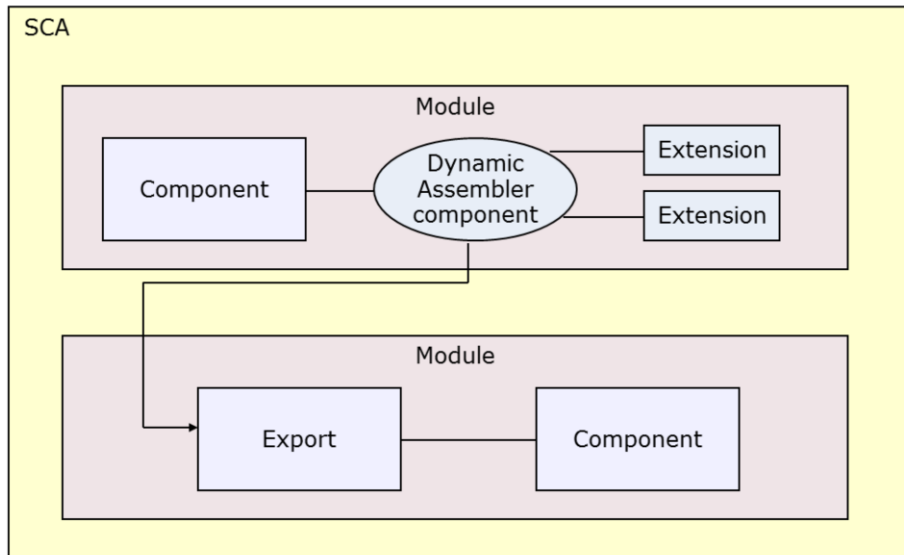 SCA
Module
Component
Dynamic
Assembler
component
Extension
Extension
Module
Export
Component